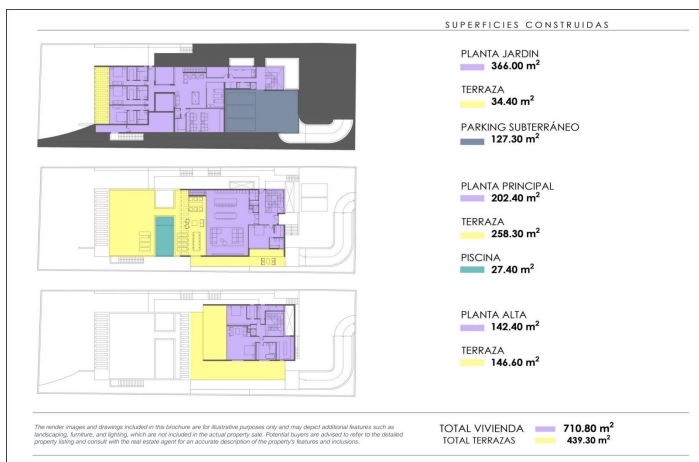 SUPERFICIES CONSTRUIDAS
PLANTA JARDIN
366.00 m²
TERRAZA
34.40 m²
PARKING SUBTERRÁNEO
127.30 m²
PLANTA PRINCIPAL
202.40 m²
TERRAZA
258.30 m²
PISCINA
27.40 m²
PLANTA ALTA
142.40 m²
TERRAZA
146.60 m²
The render images and drawings included in this brochure are for illustrative purposes only and may depict additional features such as
landscaping, furniture, and lighting, which are not included in the actual property sale. Potential buyers are advised to refer to the detailed
property listing and consult with the real estate agent for an accurate description of the property's features and inclusions.
TOTAL VIVIENDA 710.80 m²
TOTAL TERRAZAS 439.30 m²